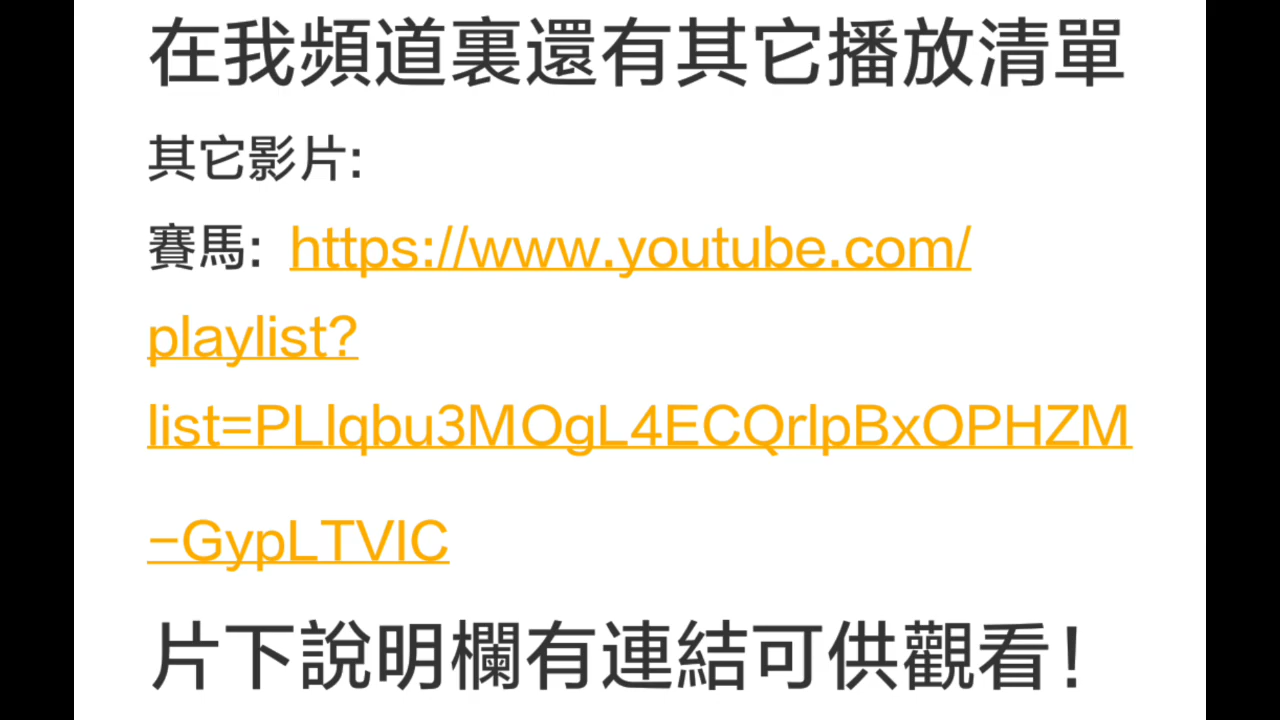 在我頻道裏還有其它播放清單
其它影片:
賽馬: https://www.youtube.com/
playlist?
list=PLlqbu3MOgL4ECQrlpBxOPHZM
-GypLTVIC
片下說明欄有連結可供觀看!